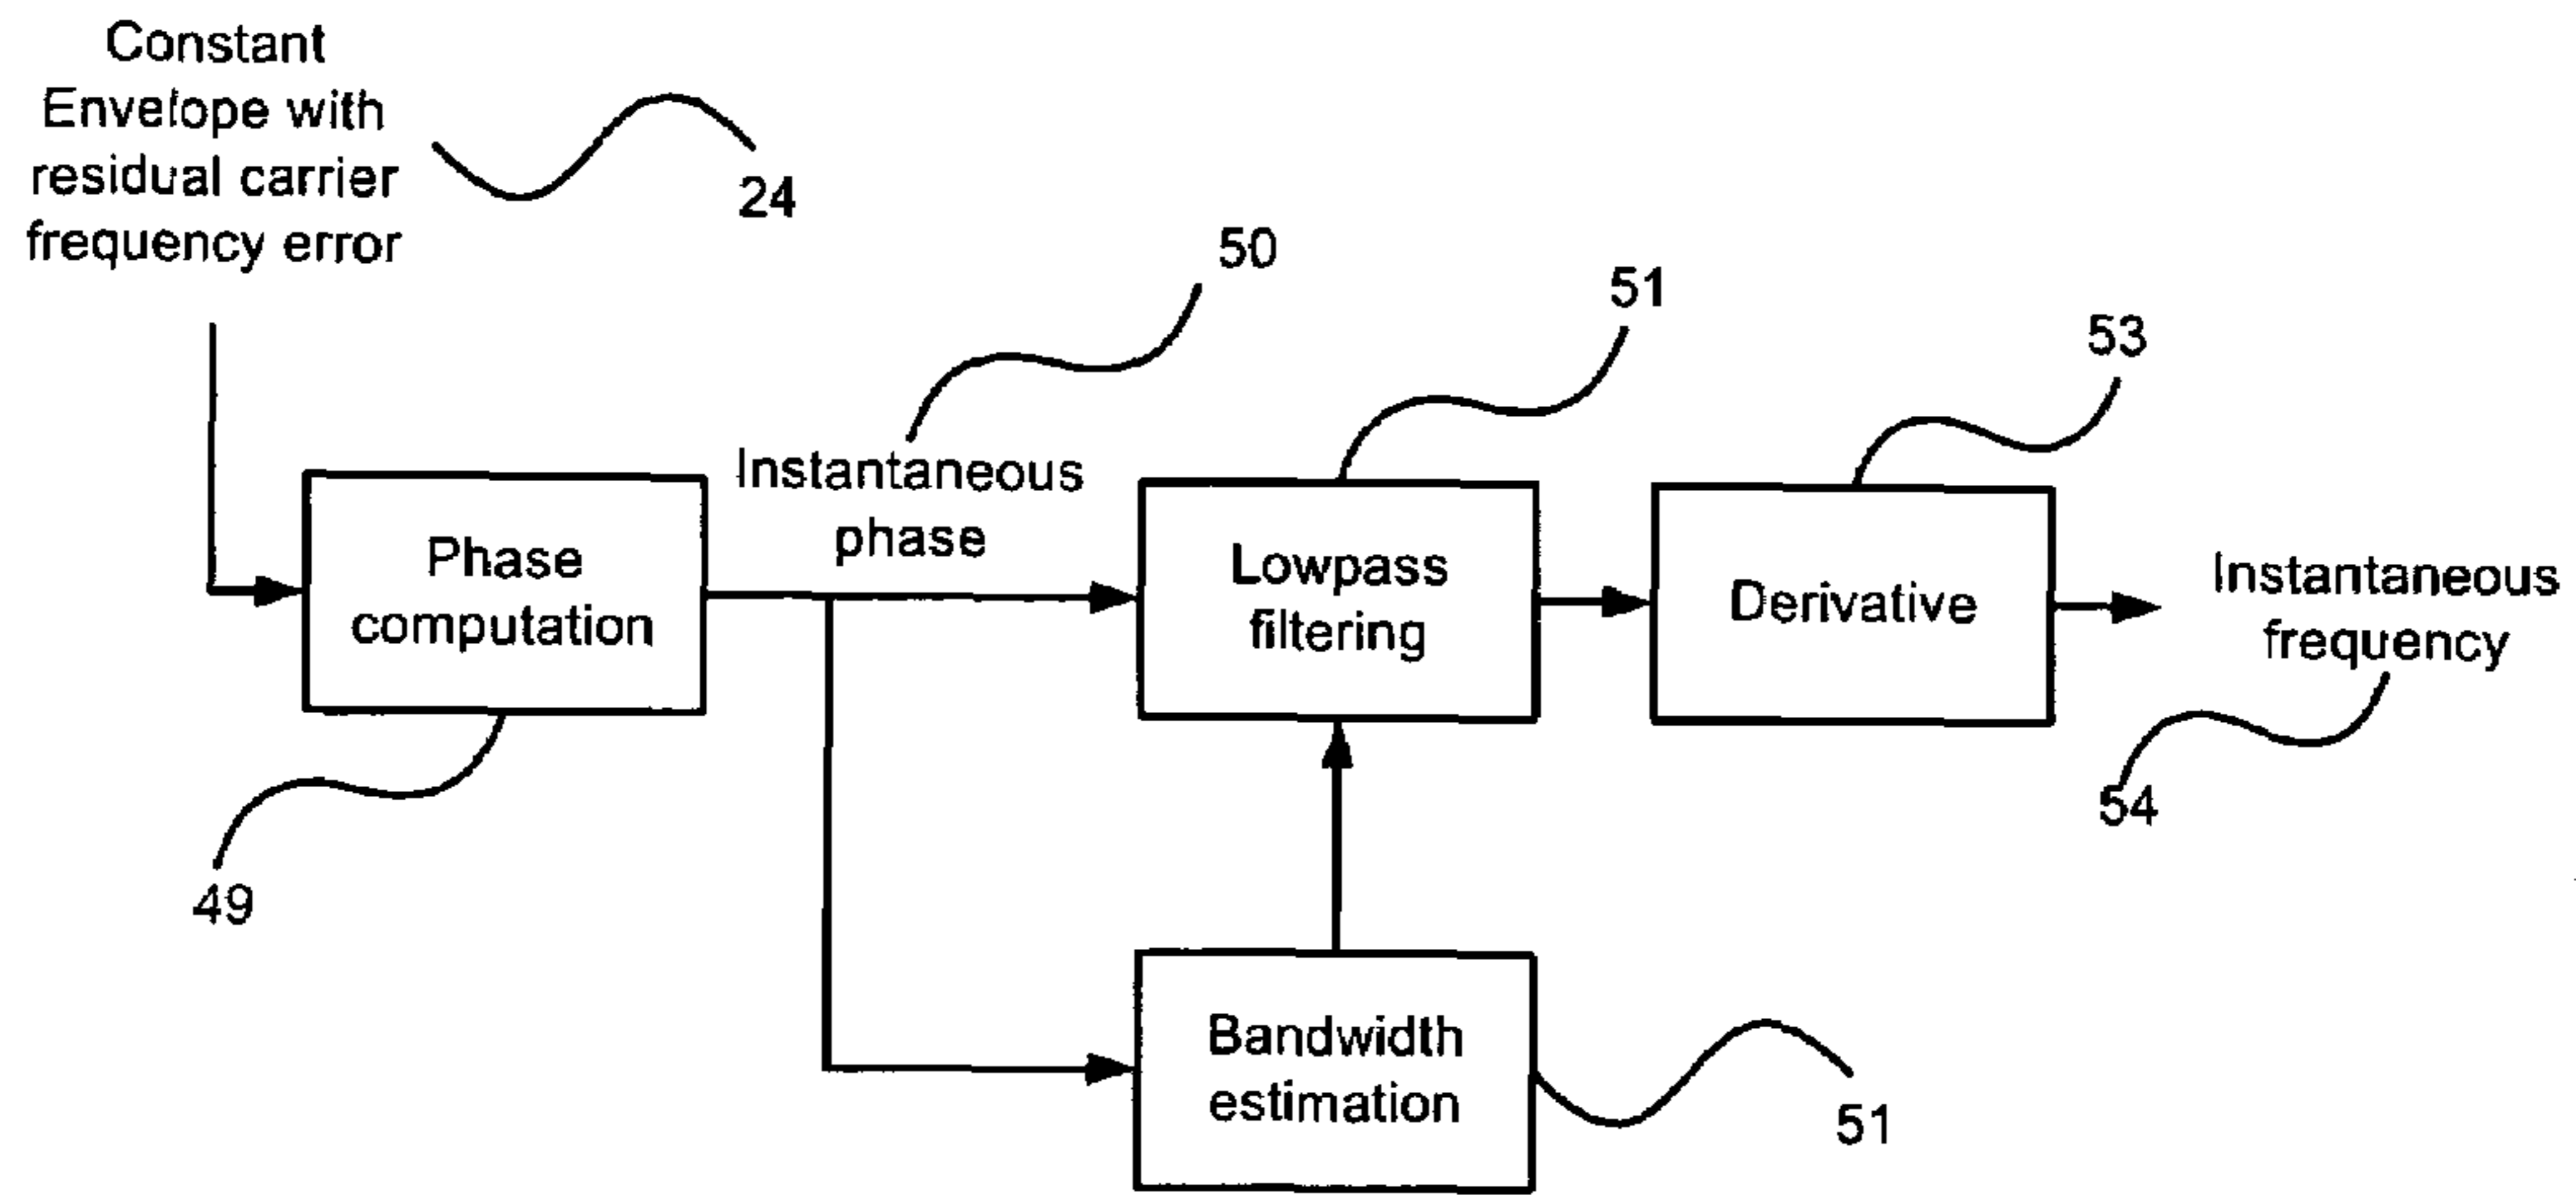 Constant
Envelope with
residual carrier
frequency error
24
50
51
53
Instantaneous
phase
Phase
computation
Lowpass
filtering
Derivative
Instantaneous
frequency
54
49
Bandwidth
estimation
51